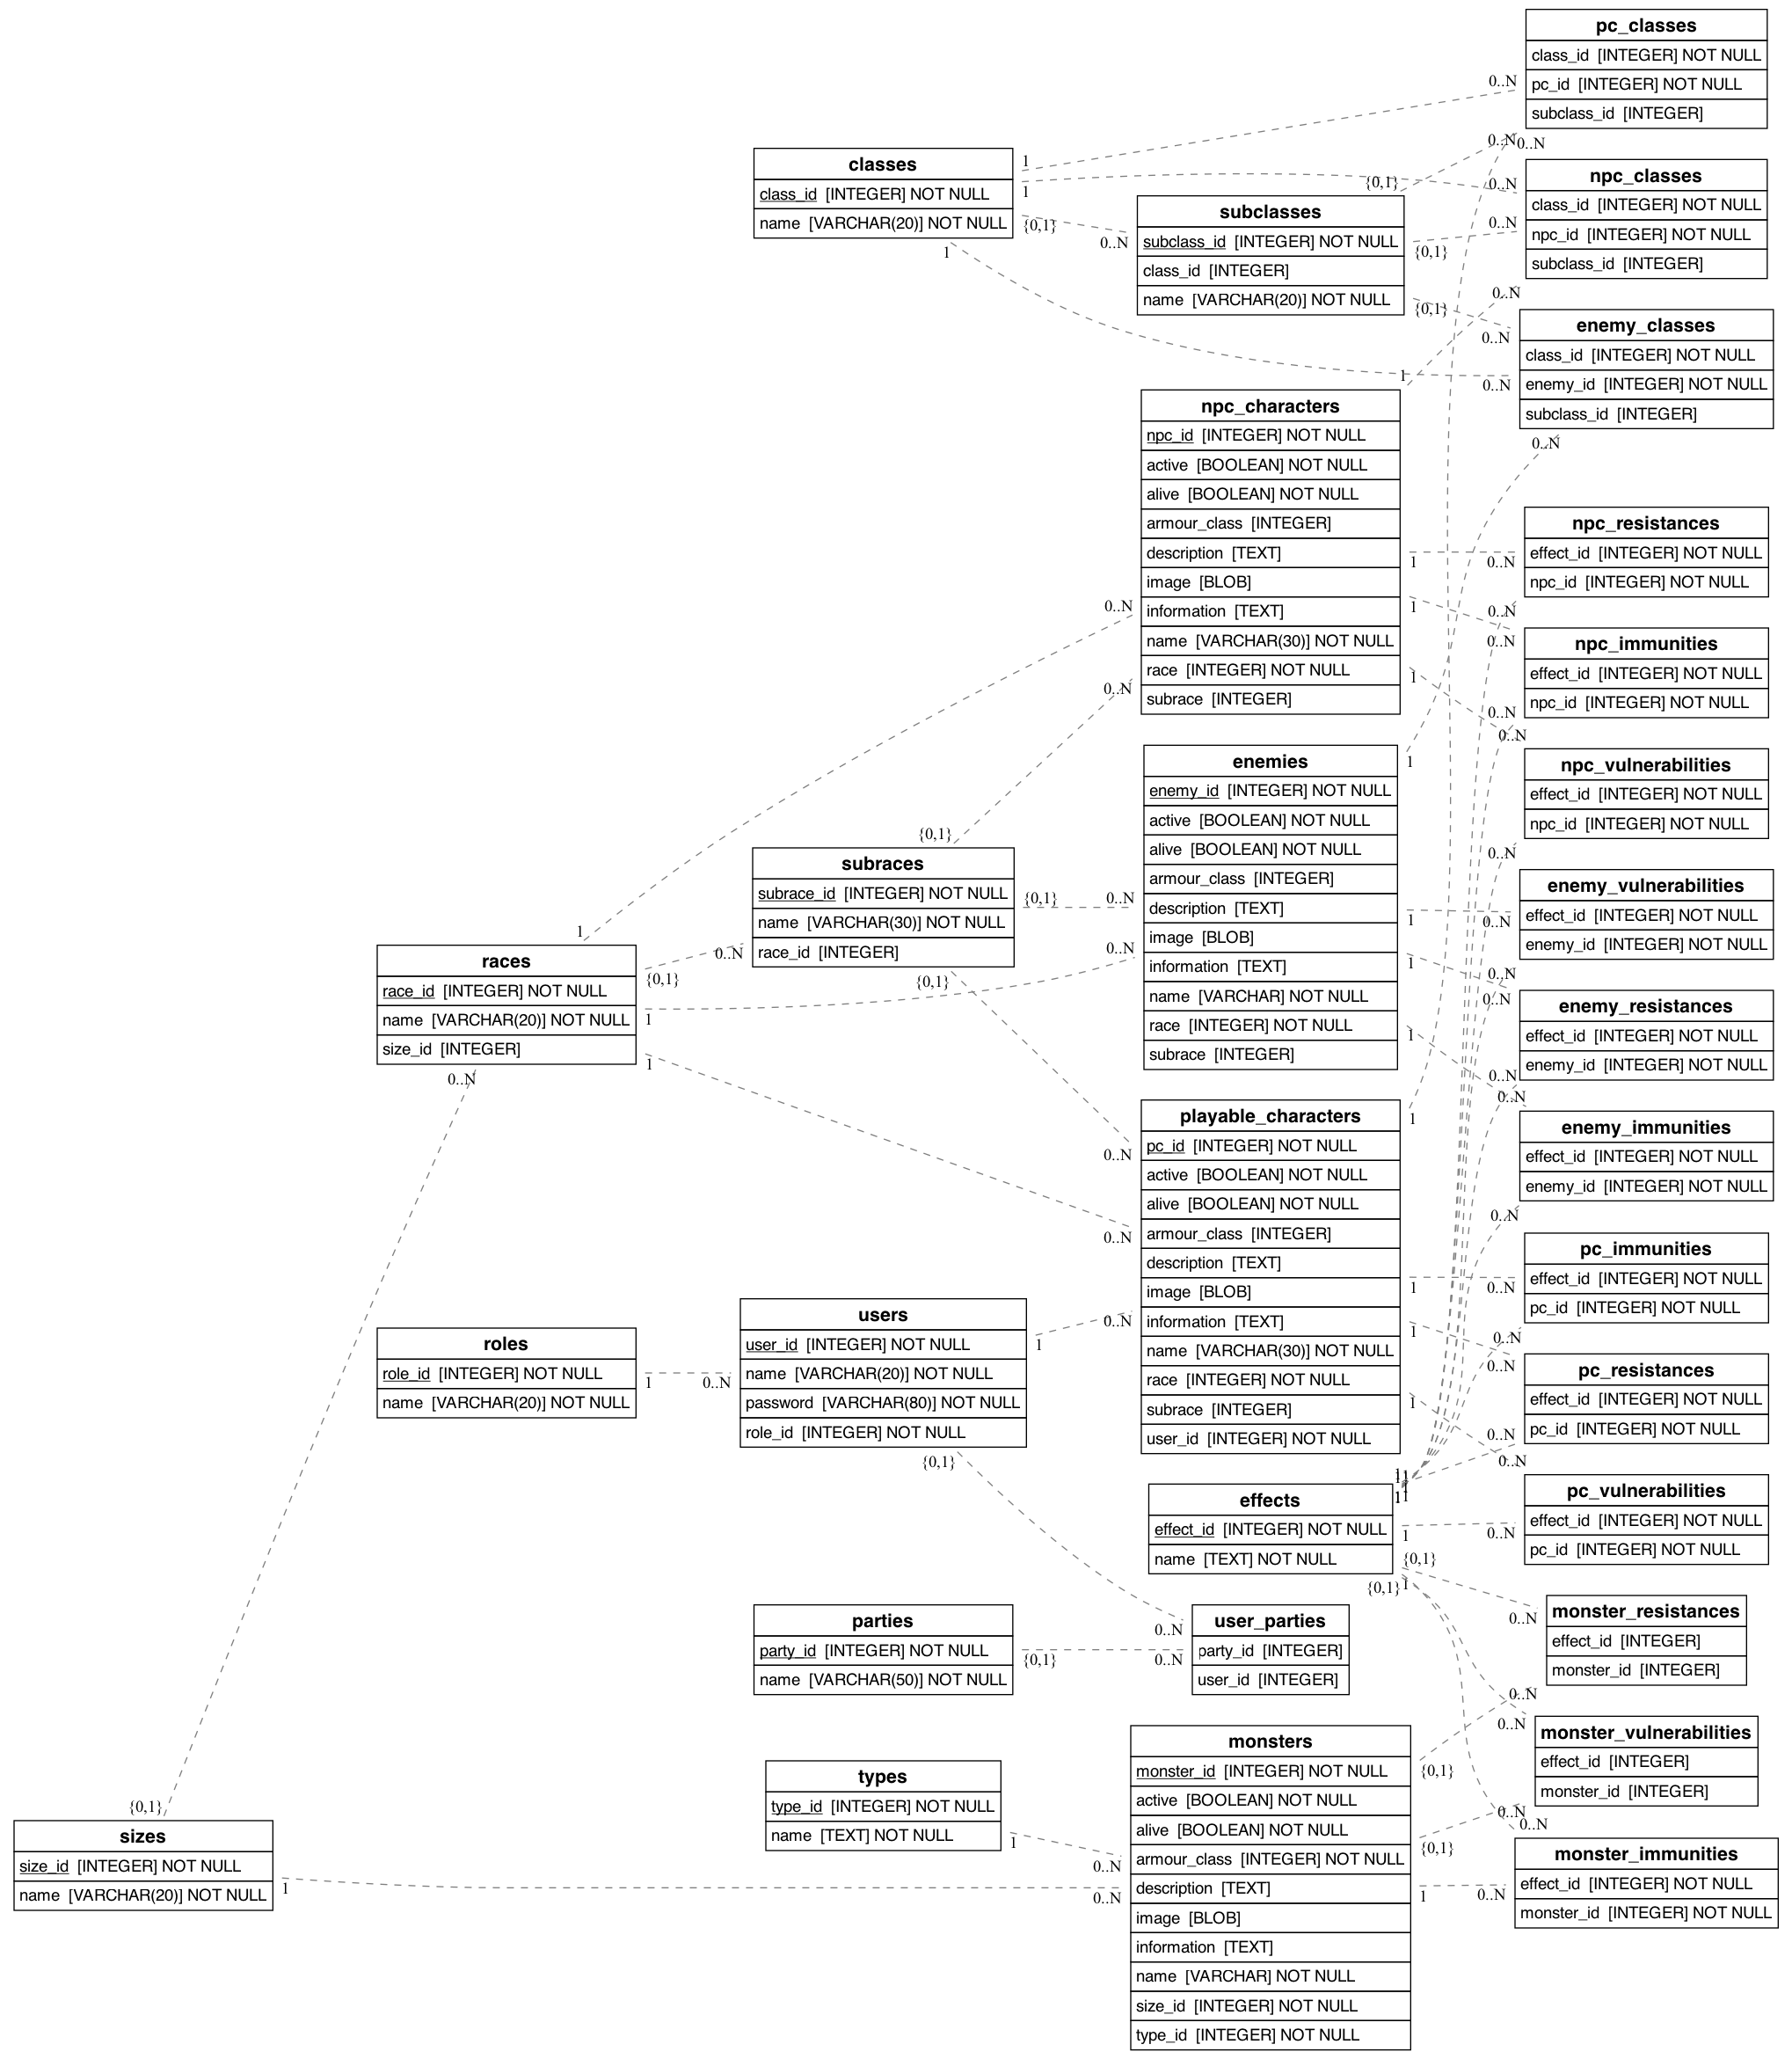 pc_classes
class_id [INTEGER] NOT NULL
pc_id [INTEGER] NOT NULL
subclass_id [INTEGER]
0..N
0..N
0..N
classes
class_id [INTEGER] NOT NULL
name [VARCHAR(20)] NOT NULL
1
1
{0,1}
1
0..N
{0,1}
subclasses
subclass_id [INTEGER] NOT NULL
class_id [INTEGER]
name [VARCHAR(20)] NOT NULL
{0,1}
{0,1}
npc_classes
class_id [INTEGER] NOT NULL
npc_id [INTEGER] NOT NULL
subclass_id [INTEGER]
0..N
0..N
0..N
enemy_classes
class_id [INTEGER] NOT NULL
enemy_id [INTEGER] NOT NULL
subclass_id [INTEGER]
0..N
0..N
0..N
npc_characters
npc_id [INTEGER] NOT NULL
active [BOOLEAN] NOT NULL
alive [BOOLEAN] NOT NULL
armour_class [INTEGER]
description [TEXT]
image [BLOB]
information [TEXT]
name [VARCHAR(30)] NOT NULL
race [INTEGER] NOT NULL
subrace [INTEGER]
1
1
1
1
0..N
0..N
npc_resistances
effect_id [INTEGER] NOT NULL
npc_id [INTEGER] NOT NULL
0..N
0..N
npc_immunities
effect_id [INTEGER] NOT NULL
npc_id [INTEGER] NOT NULL
0..N
0..N
npc_vulnerabilities
effect_id [INTEGER] NOT NULL
npc_id [INTEGER] NOT NULL
0..N
0..N
enemies
enemy_id [INTEGER] NOT NULL
active [BOOLEAN] NOT NULL
alive [BOOLEAN] NOT NULL
armour_class [INTEGER]
description [TEXT]
image [BLOB]
information [TEXT]
name [VARCHAR] NOT NULL
race [INTEGER] NOT NULL
subrace [INTEGER]
1
1
1
1
0..N
0..N
subraces
subrace_id [INTEGER] NOT NULL
name [VARCHAR(30)] NOT NULL
race_id [INTEGER]
{0,1}
{0,1}
{0,1}
0..N
races
race_id [INTEGER] NOT NULL
name [VARCHAR(20)] NOT NULL
size_id [INTEGER]
1
{0,1}
1
1
0..N
enemy_vulnerabilities
effect_id [INTEGER] NOT NULL
enemy_id [INTEGER] NOT NULL
0..N
0..N
enemy_resistances
effect_id [INTEGER] NOT NULL
enemy_id [INTEGER] NOT NULL
0..N
0..N
enemy_immunities
effect_id [INTEGER] NOT NULL
enemy_id [INTEGER] NOT NULL
0..N
0..N
playable_characters
pc_id [INTEGER] NOT NULL
active [BOOLEAN] NOT NULL
alive [BOOLEAN] NOT NULL
armour_class [INTEGER]
description [TEXT]
image [BLOB]
information [TEXT]
name [VARCHAR(30)] NOT NULL
race [INTEGER] NOT NULL
subrace [INTEGER]
user_id [INTEGER] NOT NULL
1
1
1
1
0..N
0..N
0..N
pc_immunities
effect_id [INTEGER] NOT NULL
pc_id [INTEGER] NOT NULL
pc_resistances
effect_id [INTEGER] NOT NULL
pc_id [INTEGER] NOT NULL
0..N
0..N
pc_vulnerabilities
effect_id [INTEGER] NOT NULL
pc_id [INTEGER] NOT NULL
0..N
roles
role_id [INTEGER] NOT NULL
name [VARCHAR(20)] NOT NULL
1
0..N
users
user_id [INTEGER] NOT NULL
name [VARCHAR(20)] NOT NULL
password [VARCHAR(80)] NOT NULL
role_id [INTEGER] NOT NULL
1
{0,1}
effects
effect_id [INTEGER] NOT NULL
name [TEXT] NOT NULL
1
{0,1}
{0,1}
1
parties
party_id [INTEGER] NOT NULL
name [VARCHAR(50)] NOT NULL
{0,1}
0..N
0..N
user_parties
party_id [INTEGER]
user_id [INTEGER]
monster_resistances
effect_id [INTEGER]
monster_id [INTEGER]
0..N
0..N
monster_vulnerabilities
effect_id [INTEGER]
monster_id [INTEGER]
0..N
0..N
monster_immunities
effect_id [INTEGER] NOT NULL
monster_id [INTEGER] NOT NULL
0..N
0..N
types
type_id [INTEGER] NOT NULL
name [TEXT] NOT NULL
1
0..N
monsters
monster_id [INTEGER] NOT NULL
active [BOOLEAN] NOT NULL
alive [BOOLEAN] NOT NULL
armour_class [INTEGER] NOT NULL
description [TEXT]
image [BLOB]
information [TEXT]
name [VARCHAR] NOT NULL
size_id [INTEGER] NOT NULL
type_id [INTEGER] NOT NULL
{0,1}
{0,1}
1
0..N
sizes
size_id [INTEGER] NOT NULL
name [VARCHAR(20)] NOT NULL
{0,1}
1